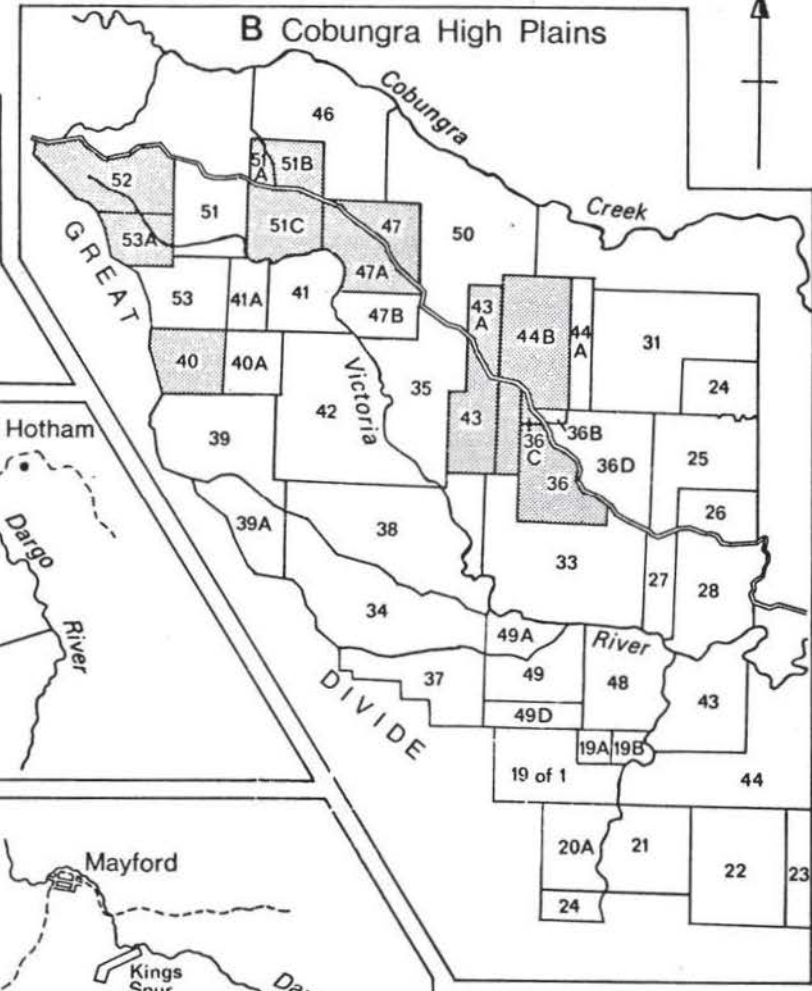 B Cobungra High Plains
Cobungra
Creek
46
51
A
51B
52
51
51C
47
50
53A
47A
GREAT
53
41A
41
47B
43
A
44B
44
A
31
24
40
40A
Victoria
35
42
43
36
C
36B
36D
25
39
36
26
39A
38
33
27
28
34
49A
River
37
49
48
43
DIVIDE
49D
19A
19B
19 of 1
44
20A
21
22
23
24
Hotham
Dargo
River
Mayford
Kings